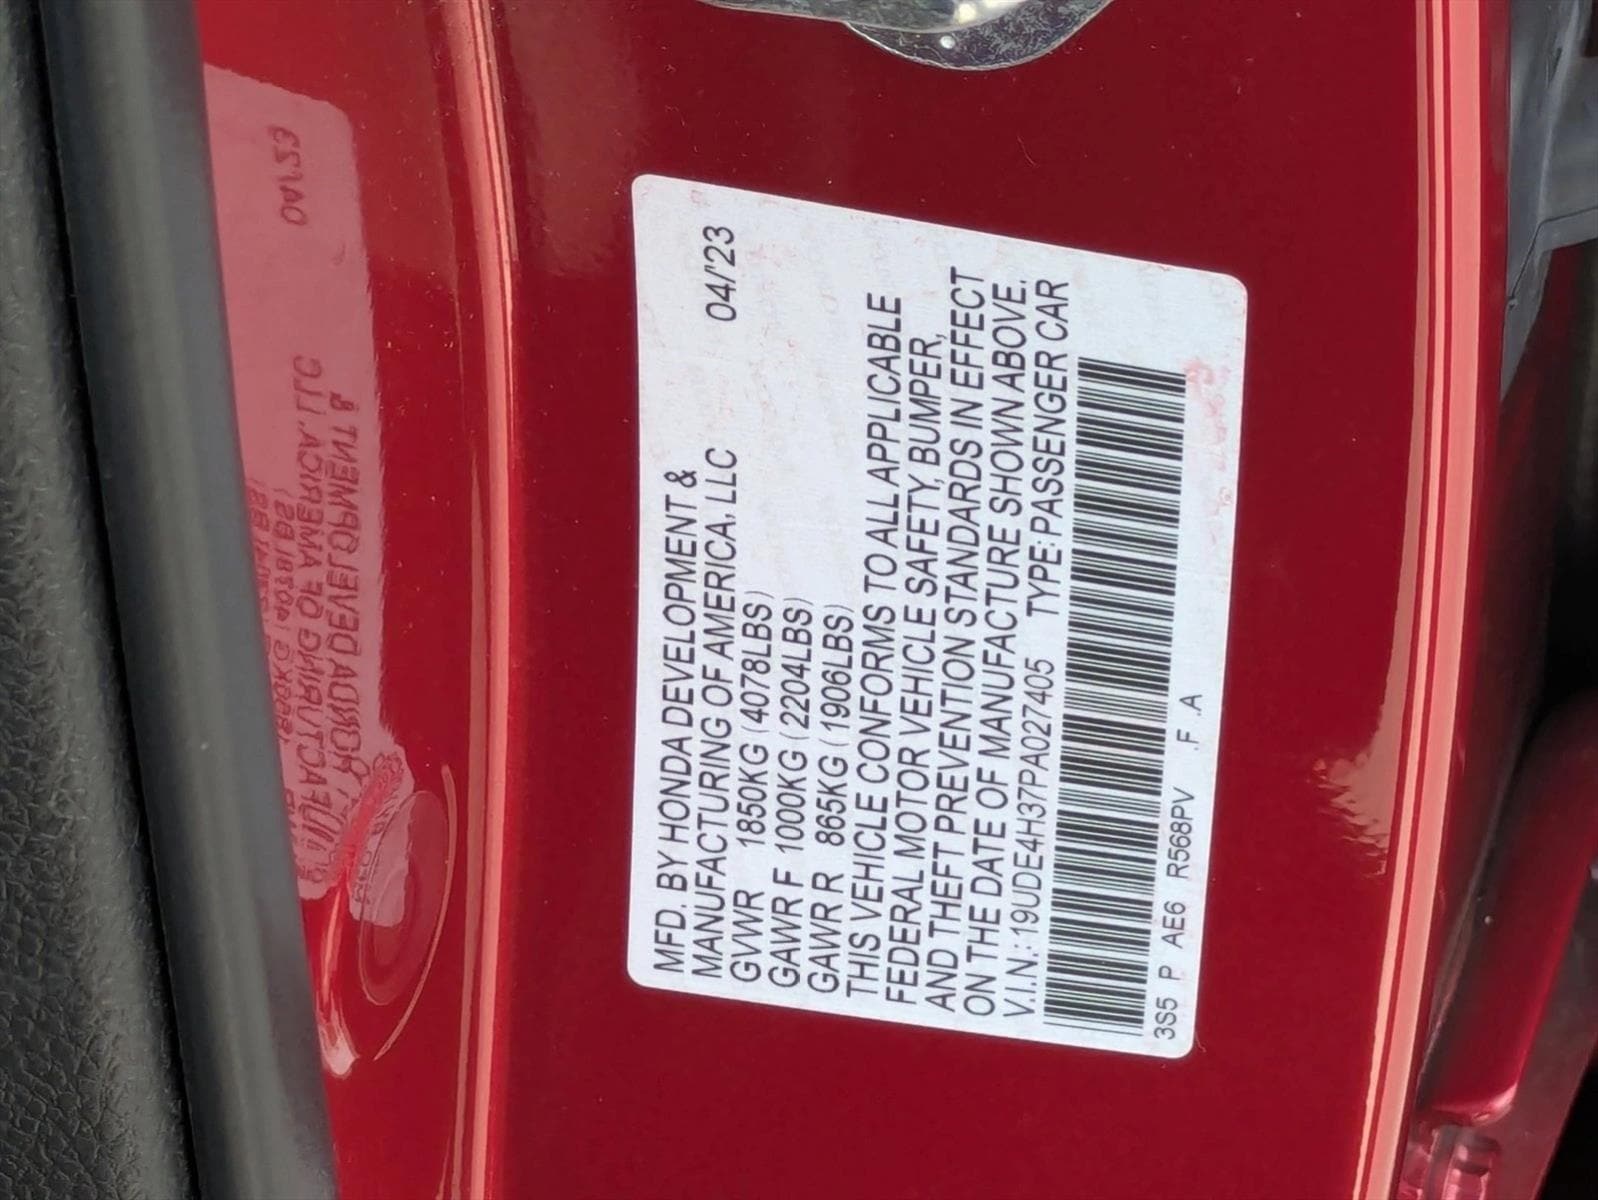 MFD. BY HONDA DEVELOPMENT &
MANUFACTURING OF AMERICA, LLC 04/'23
GVWR 1850KG (4078LBS)
GAWR F 1000KG (2204LBS)
GAWR R 865KG (1906LBS)
THIS VEHICLE CONFORMS TO ALL APPLICABLE
FEDERAL MOTOR VEHICLE SAFETY, BUMPER,
AND THEFT PREVENTION STANDARDS IN EFFECT
ON THE DATE OF MANUFACTURE SHOWN ABOVE.
V.I.N.: 19UDE4H37PA027405 TYPE: PASSENGER CAR
3S5 P AE6 R568PV .F .A